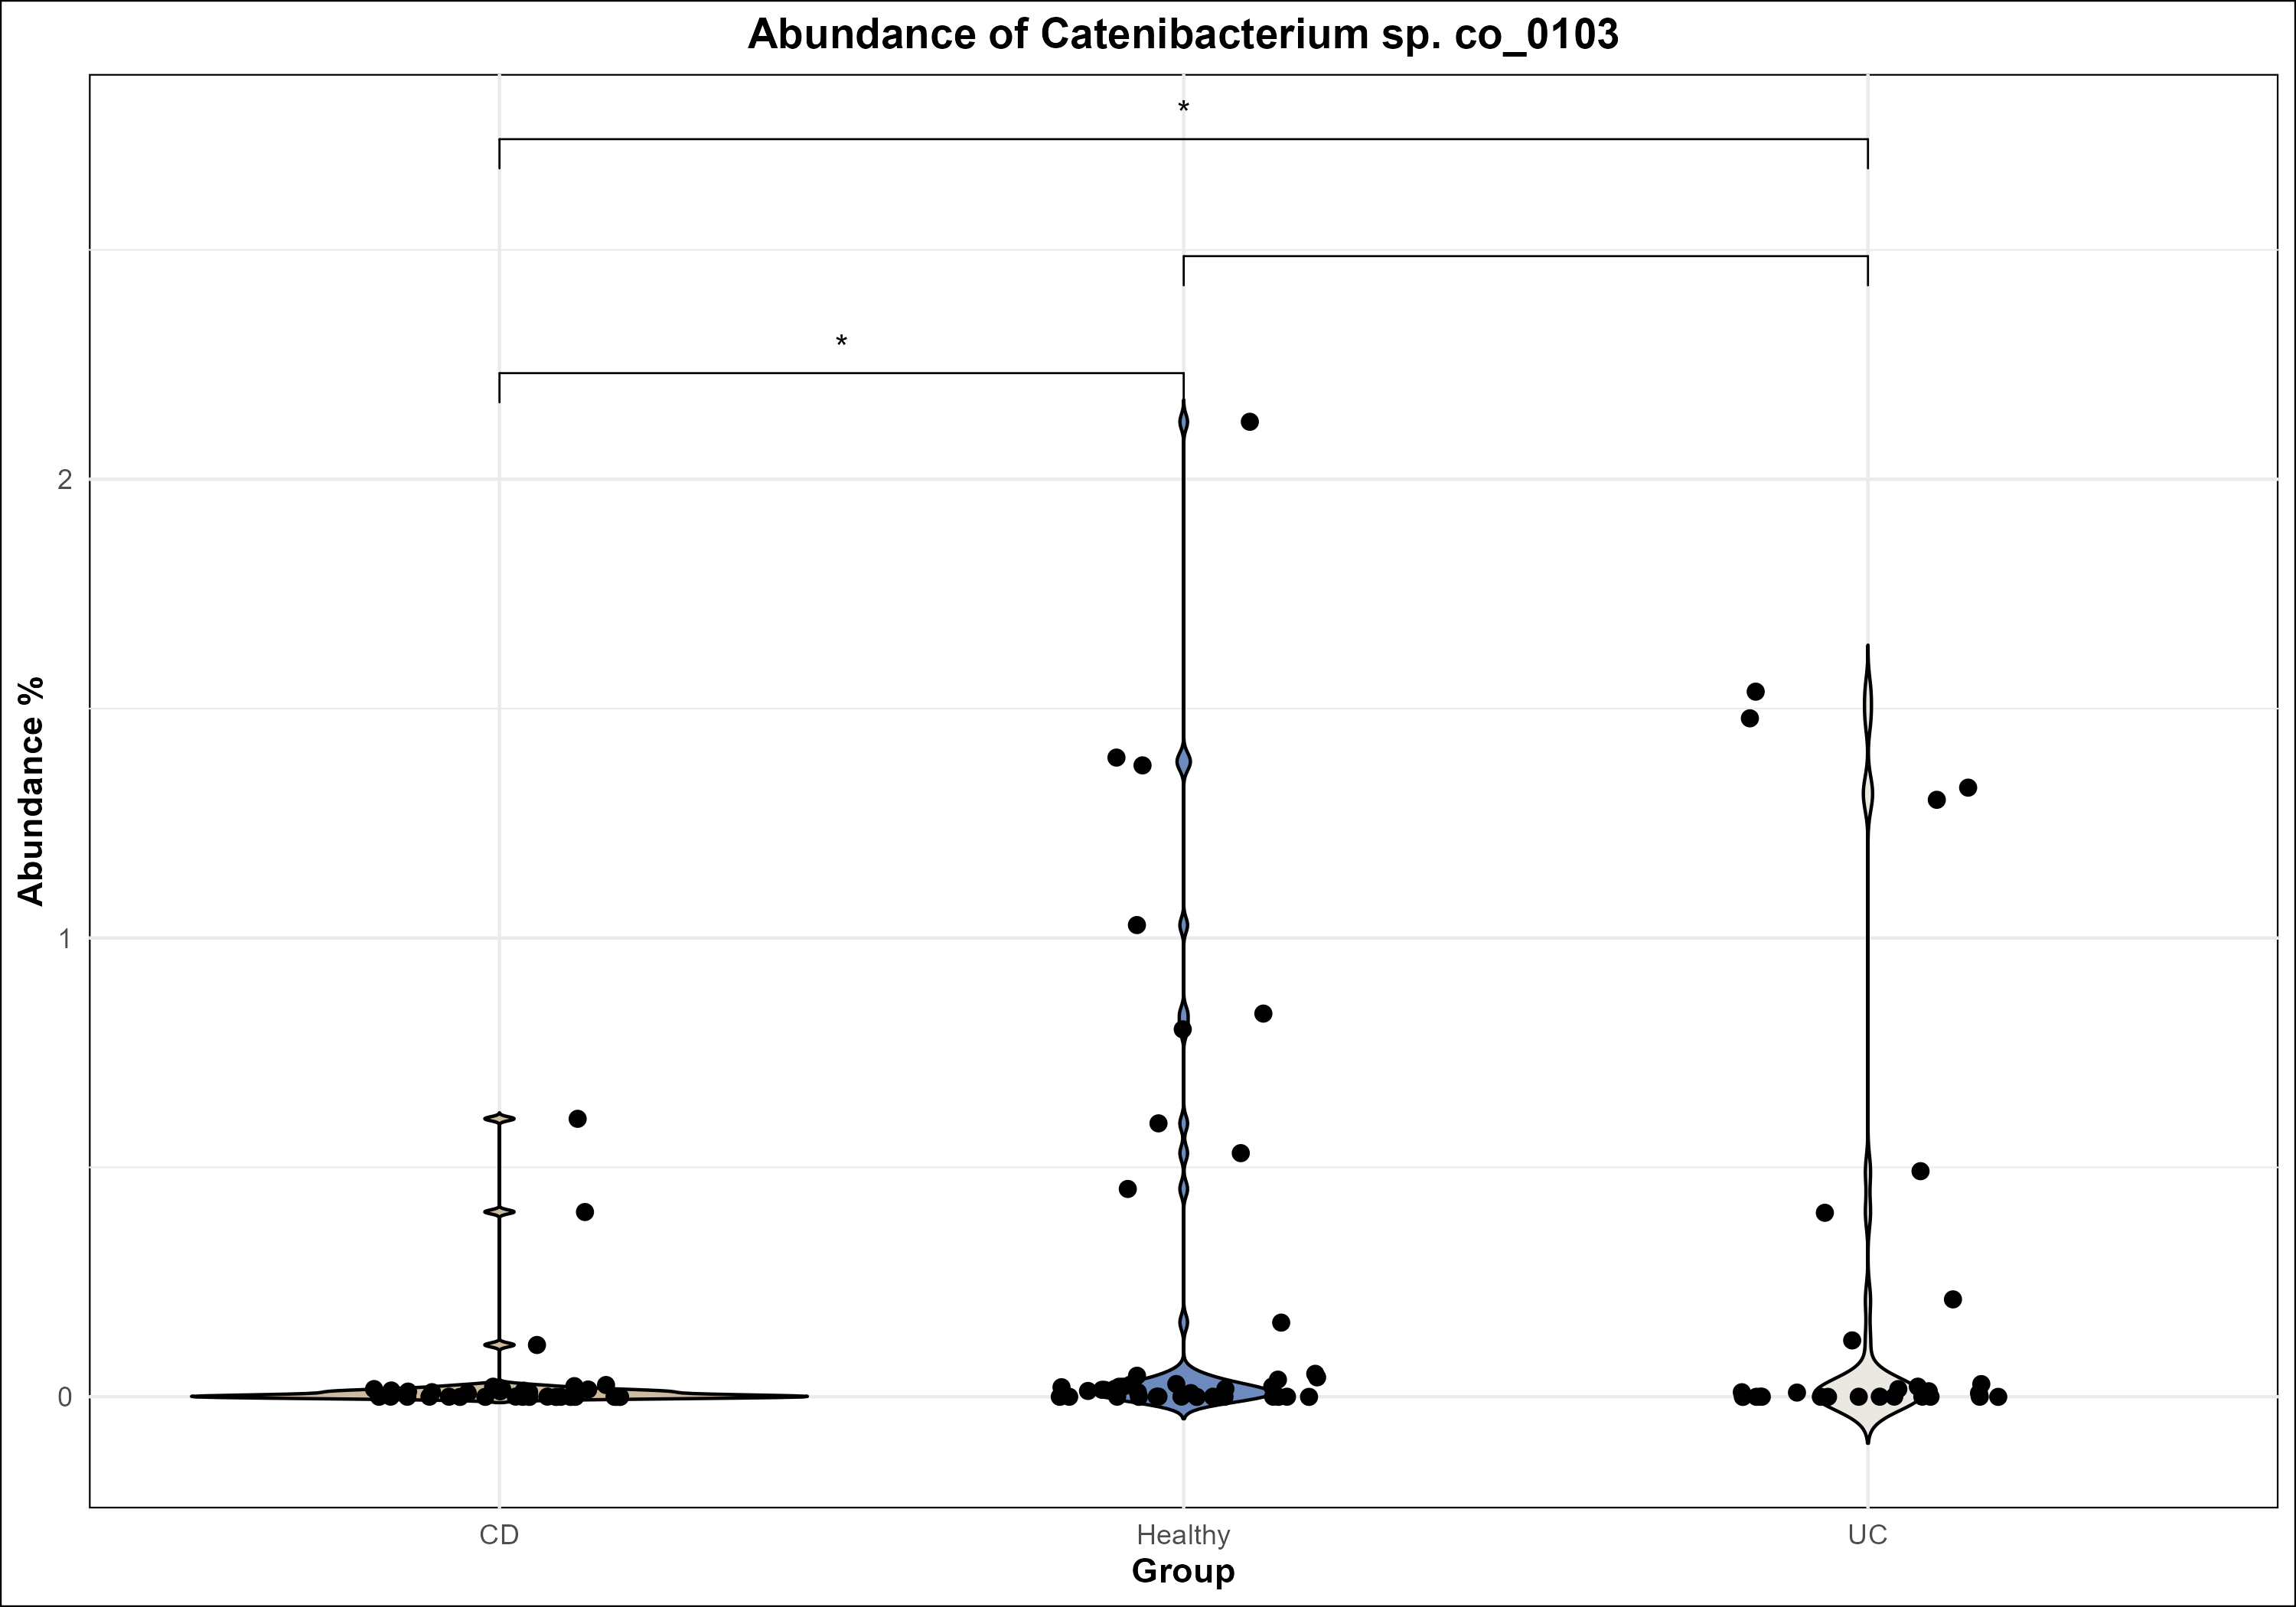 Abundance of Catenibacterium sp. co_0103
*
*
2
1
0
Abundance %
CD Healthy UC
Group